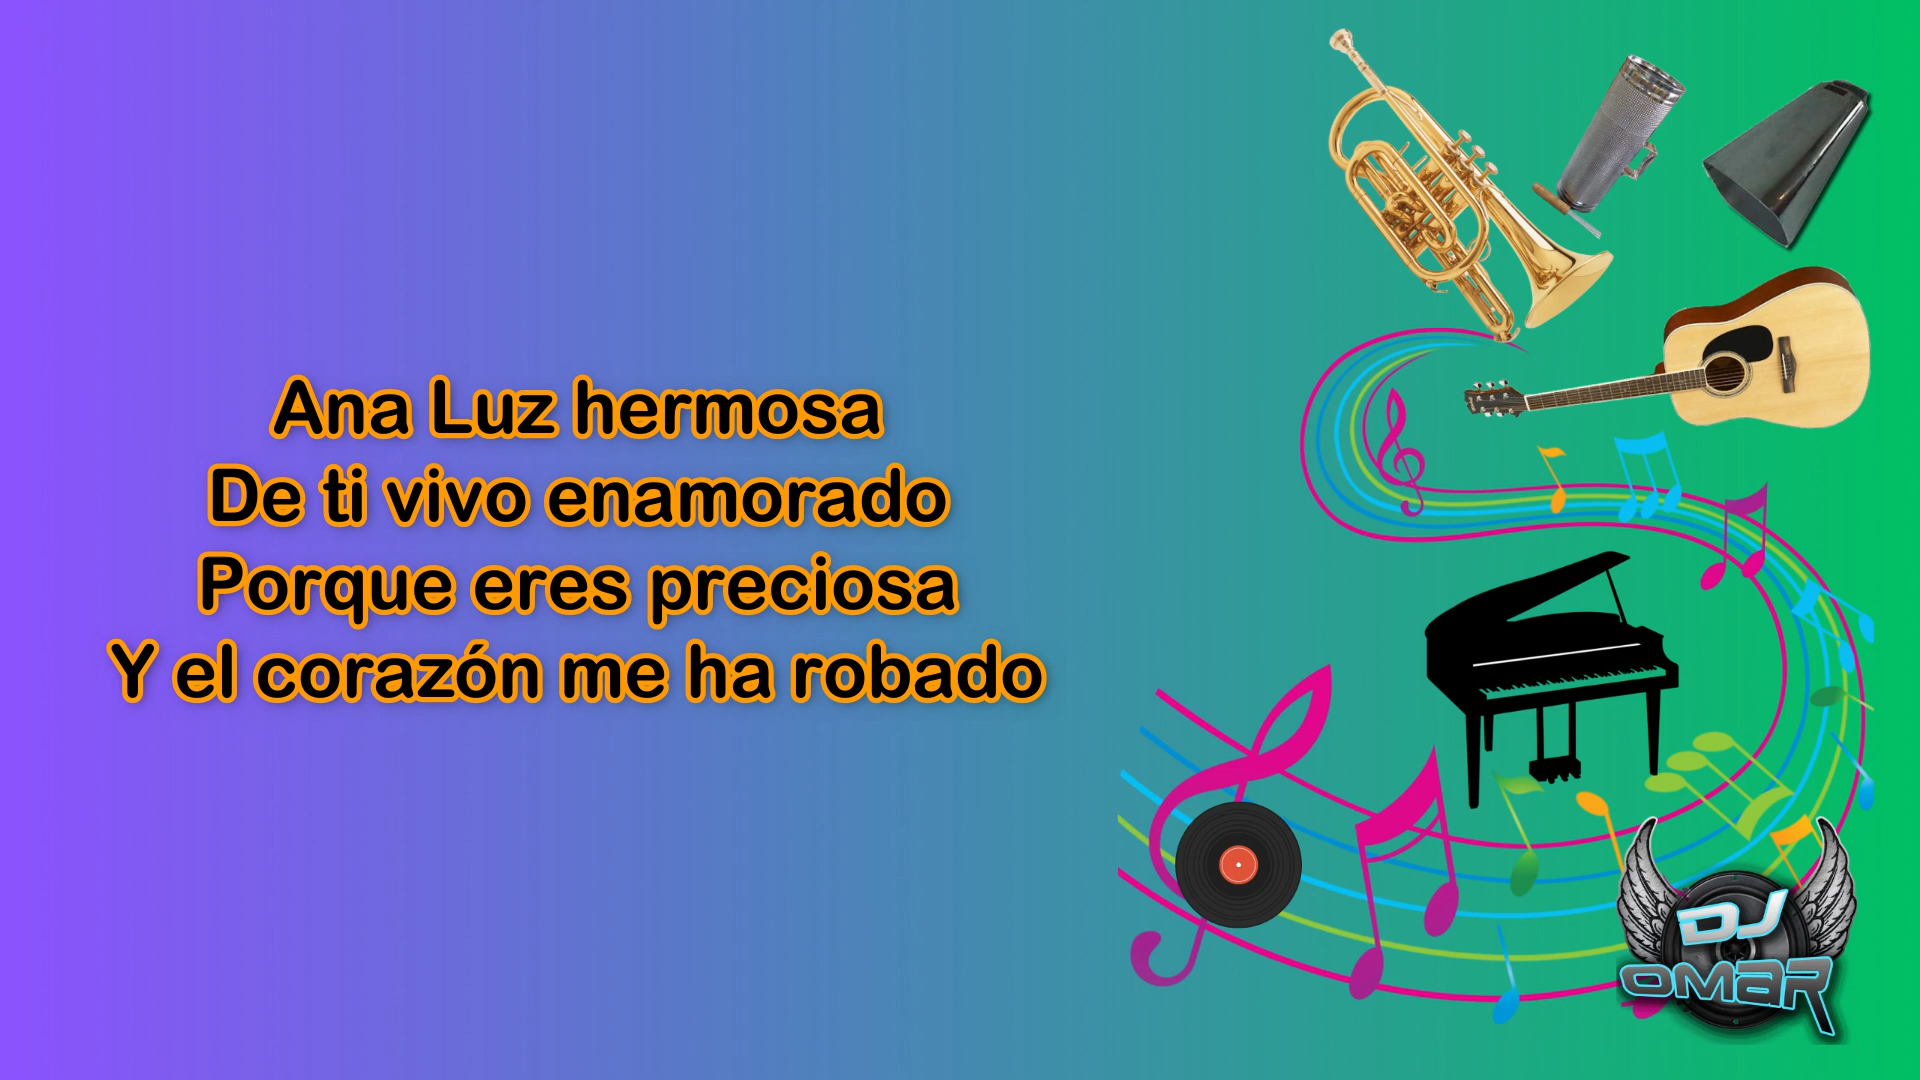 Ana Luz hermosa
De ti vivo enamorado
Porque eres preciosa
Y el corazón me ha robado
DJ
OMAR